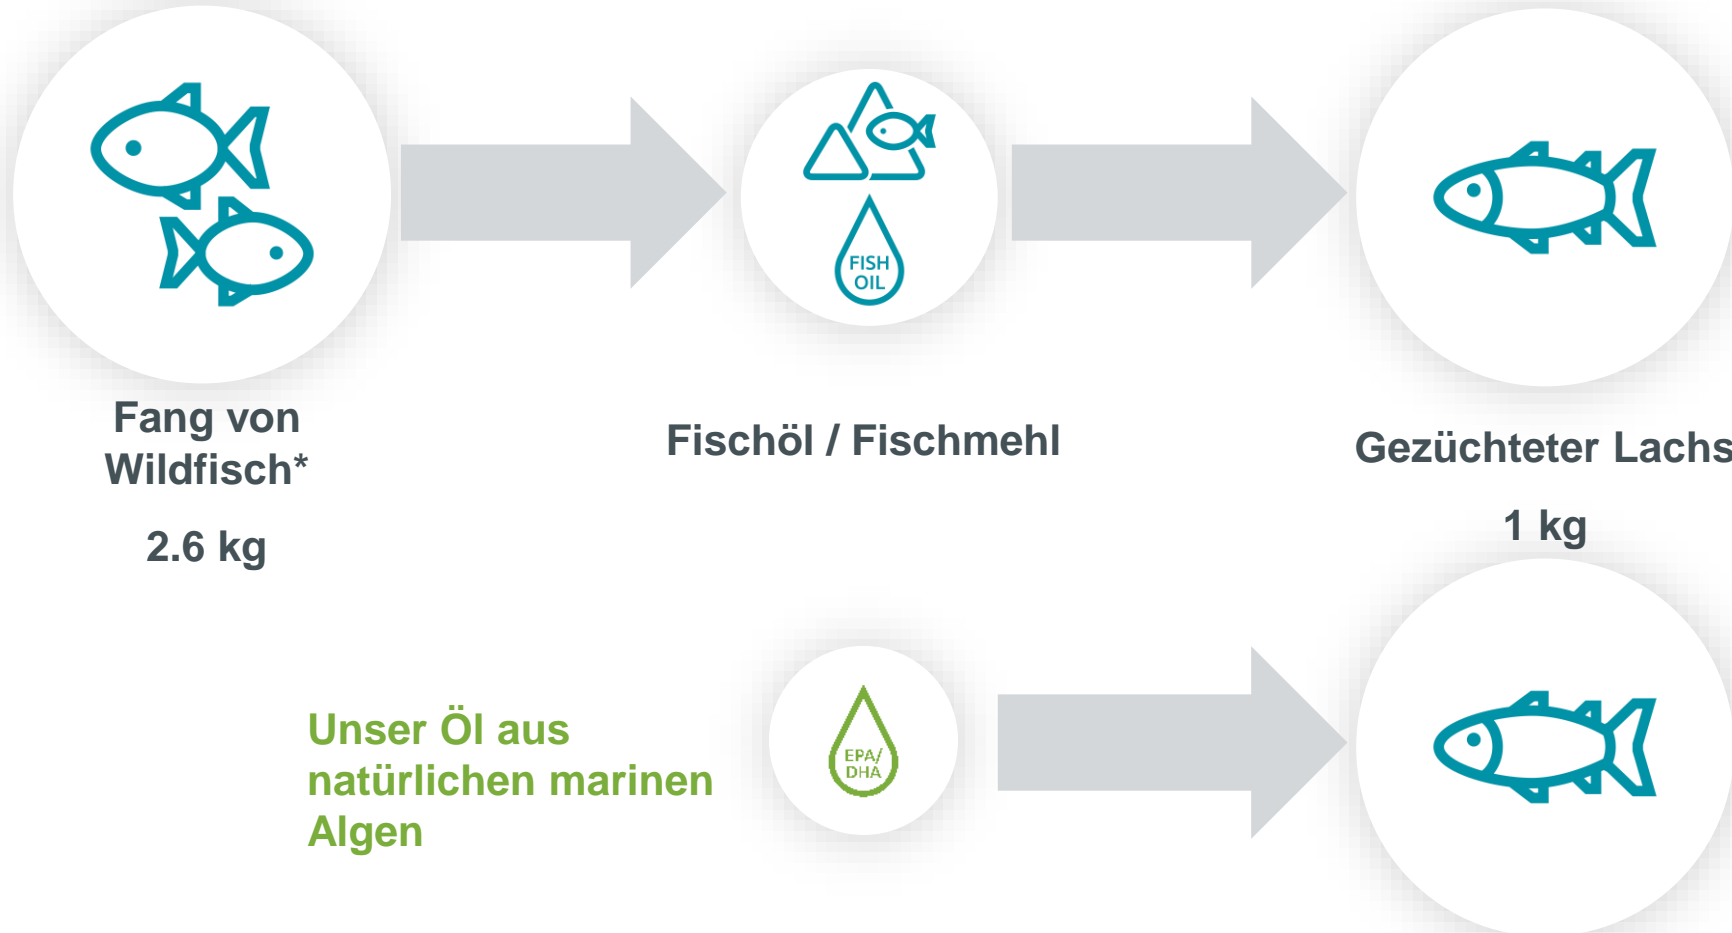 FISH
OIL
Fang von
Wildfisch*
2.6 kg
Fischöl / Fischmehl
Gezüchteter Lachs
1 kg
Unser Öl aus
natürlichen marinen
Algen
EPA/
DHA